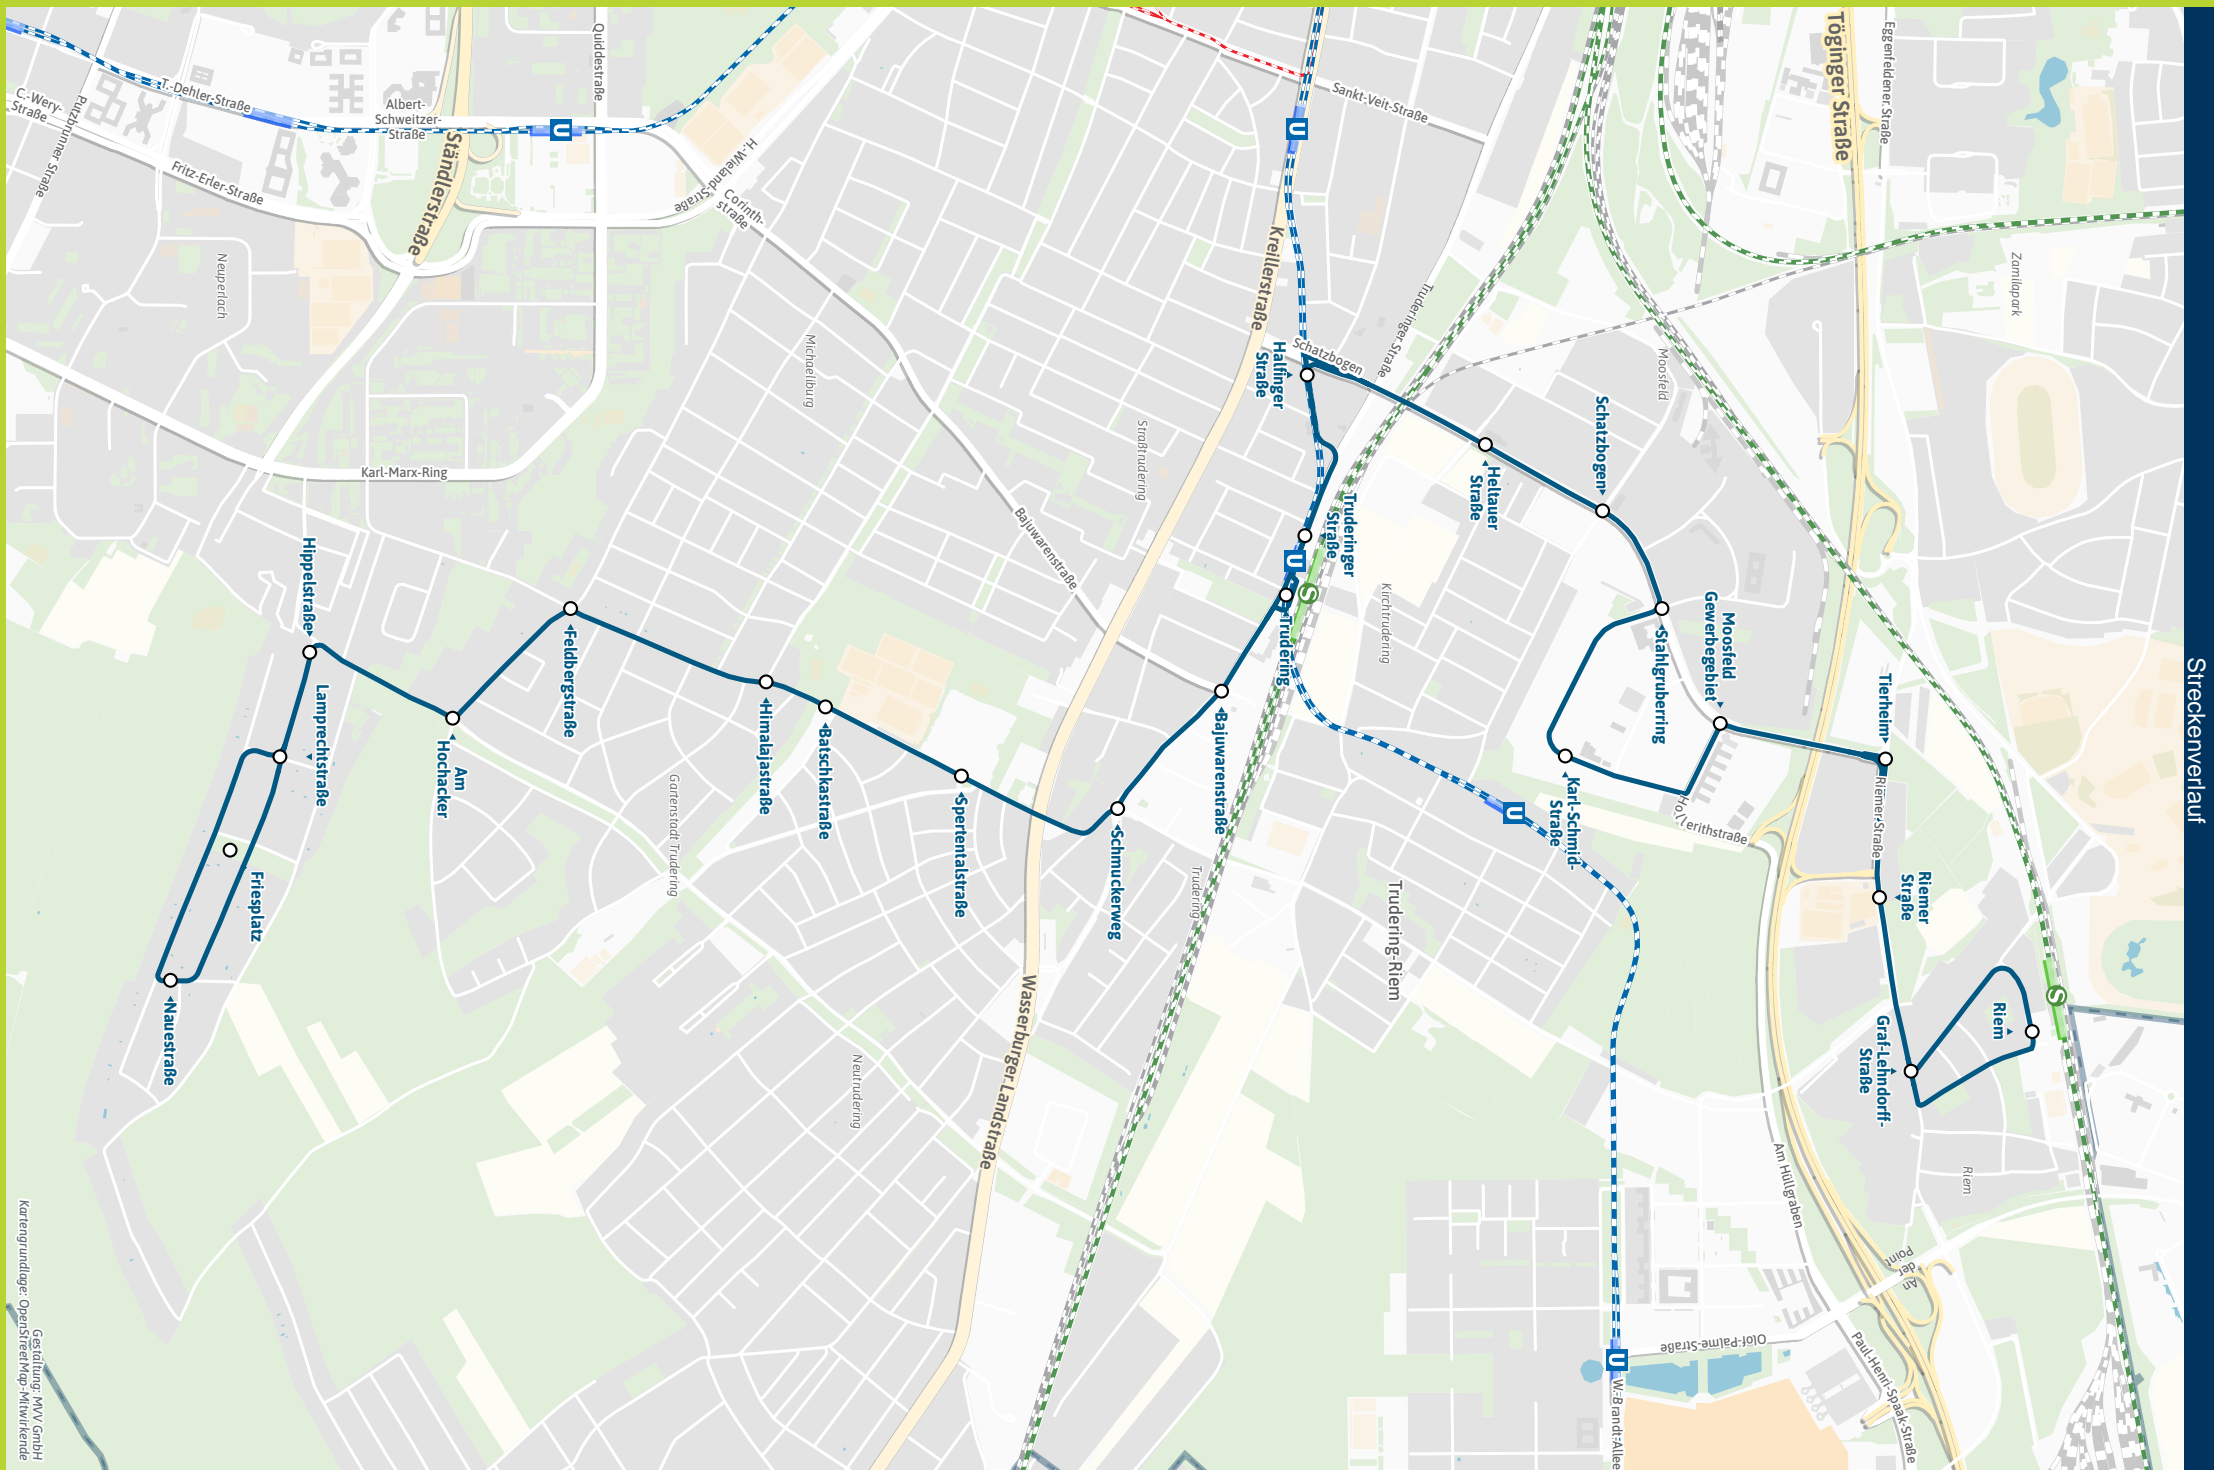 Streckenverlauf
Töginger Straße
Eggenfeldener Straße
Zamilapark
Quiddestraße
T.-Dehler-Straße
C.-Wery-
Straße
Putzbrunner Straße
Albert-
Schweitzer-
Straße
Ständlerstraße
Fritz-Erler-Straße
H.-Wieland-Straße
Corinth-
straße
Sankt-Veit-Straße
U
U
Kreillerstraße
Truderinger Straße
Schatzbogen
Neuperlach
Michaeliburg
Straßtrudering
Moosfeld
Karl-Marx-Ring
Bajuwarenstraße
Kirchtrudering
Halfinger
Straße
Heltauer
Straße
Schatzbogen
Truderinger
Straße
U
S
Trudering
Stahlgruberring
Moosfeld
Gewerbegebiet
Tierheim
Riemer Straße
Karl-Schmid-
Straße
U
Riemer
Straße
Riem
S
Graf-Lehndorff-
Straße
Hippelstraße
Lamprechtstraße
Friesplatz
Nauestraße
Am
Hochacker
Feldbergstraße
Himalajastraße
Batschkastraße
Spertentalstraße
Schmuckerweg
Bajuwarenstraße
Gartenstadt Trudering
Trudering
Trudering-Riem
Neutrudering
Wasserburger Landstraße
Am Hüllgraben
Riem
An
der
Point
Olof-Palme-Straße
Paul-Henri-Spaak-Straße
U
W.-Brandt-Allee
Gestaltung: MVV GmbH
Kartengrundlage: OpenStreetMap-Mitwirkende